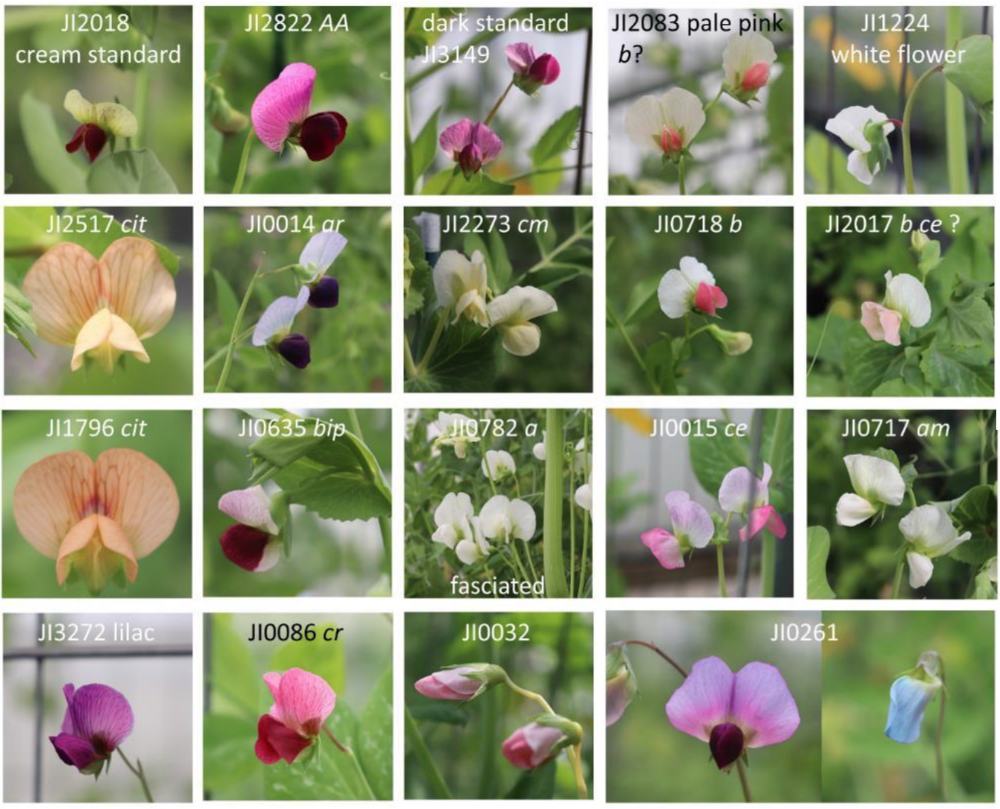 JI2018
cream standard
JI2822 AA
dark standard
JI3149
JI2083 pale pink
b?
JI1224
white flower
JI2517 cit
JI0014 ar
JI2273 cm
JI0718 b
JI2017 b ce ?
JI1796 cit
JI0635 bip
JI0782 a
fasciated
JI0015 ce
JI0717 am
JI3272 lilac
JI0086 cr
JI0032
JI0261